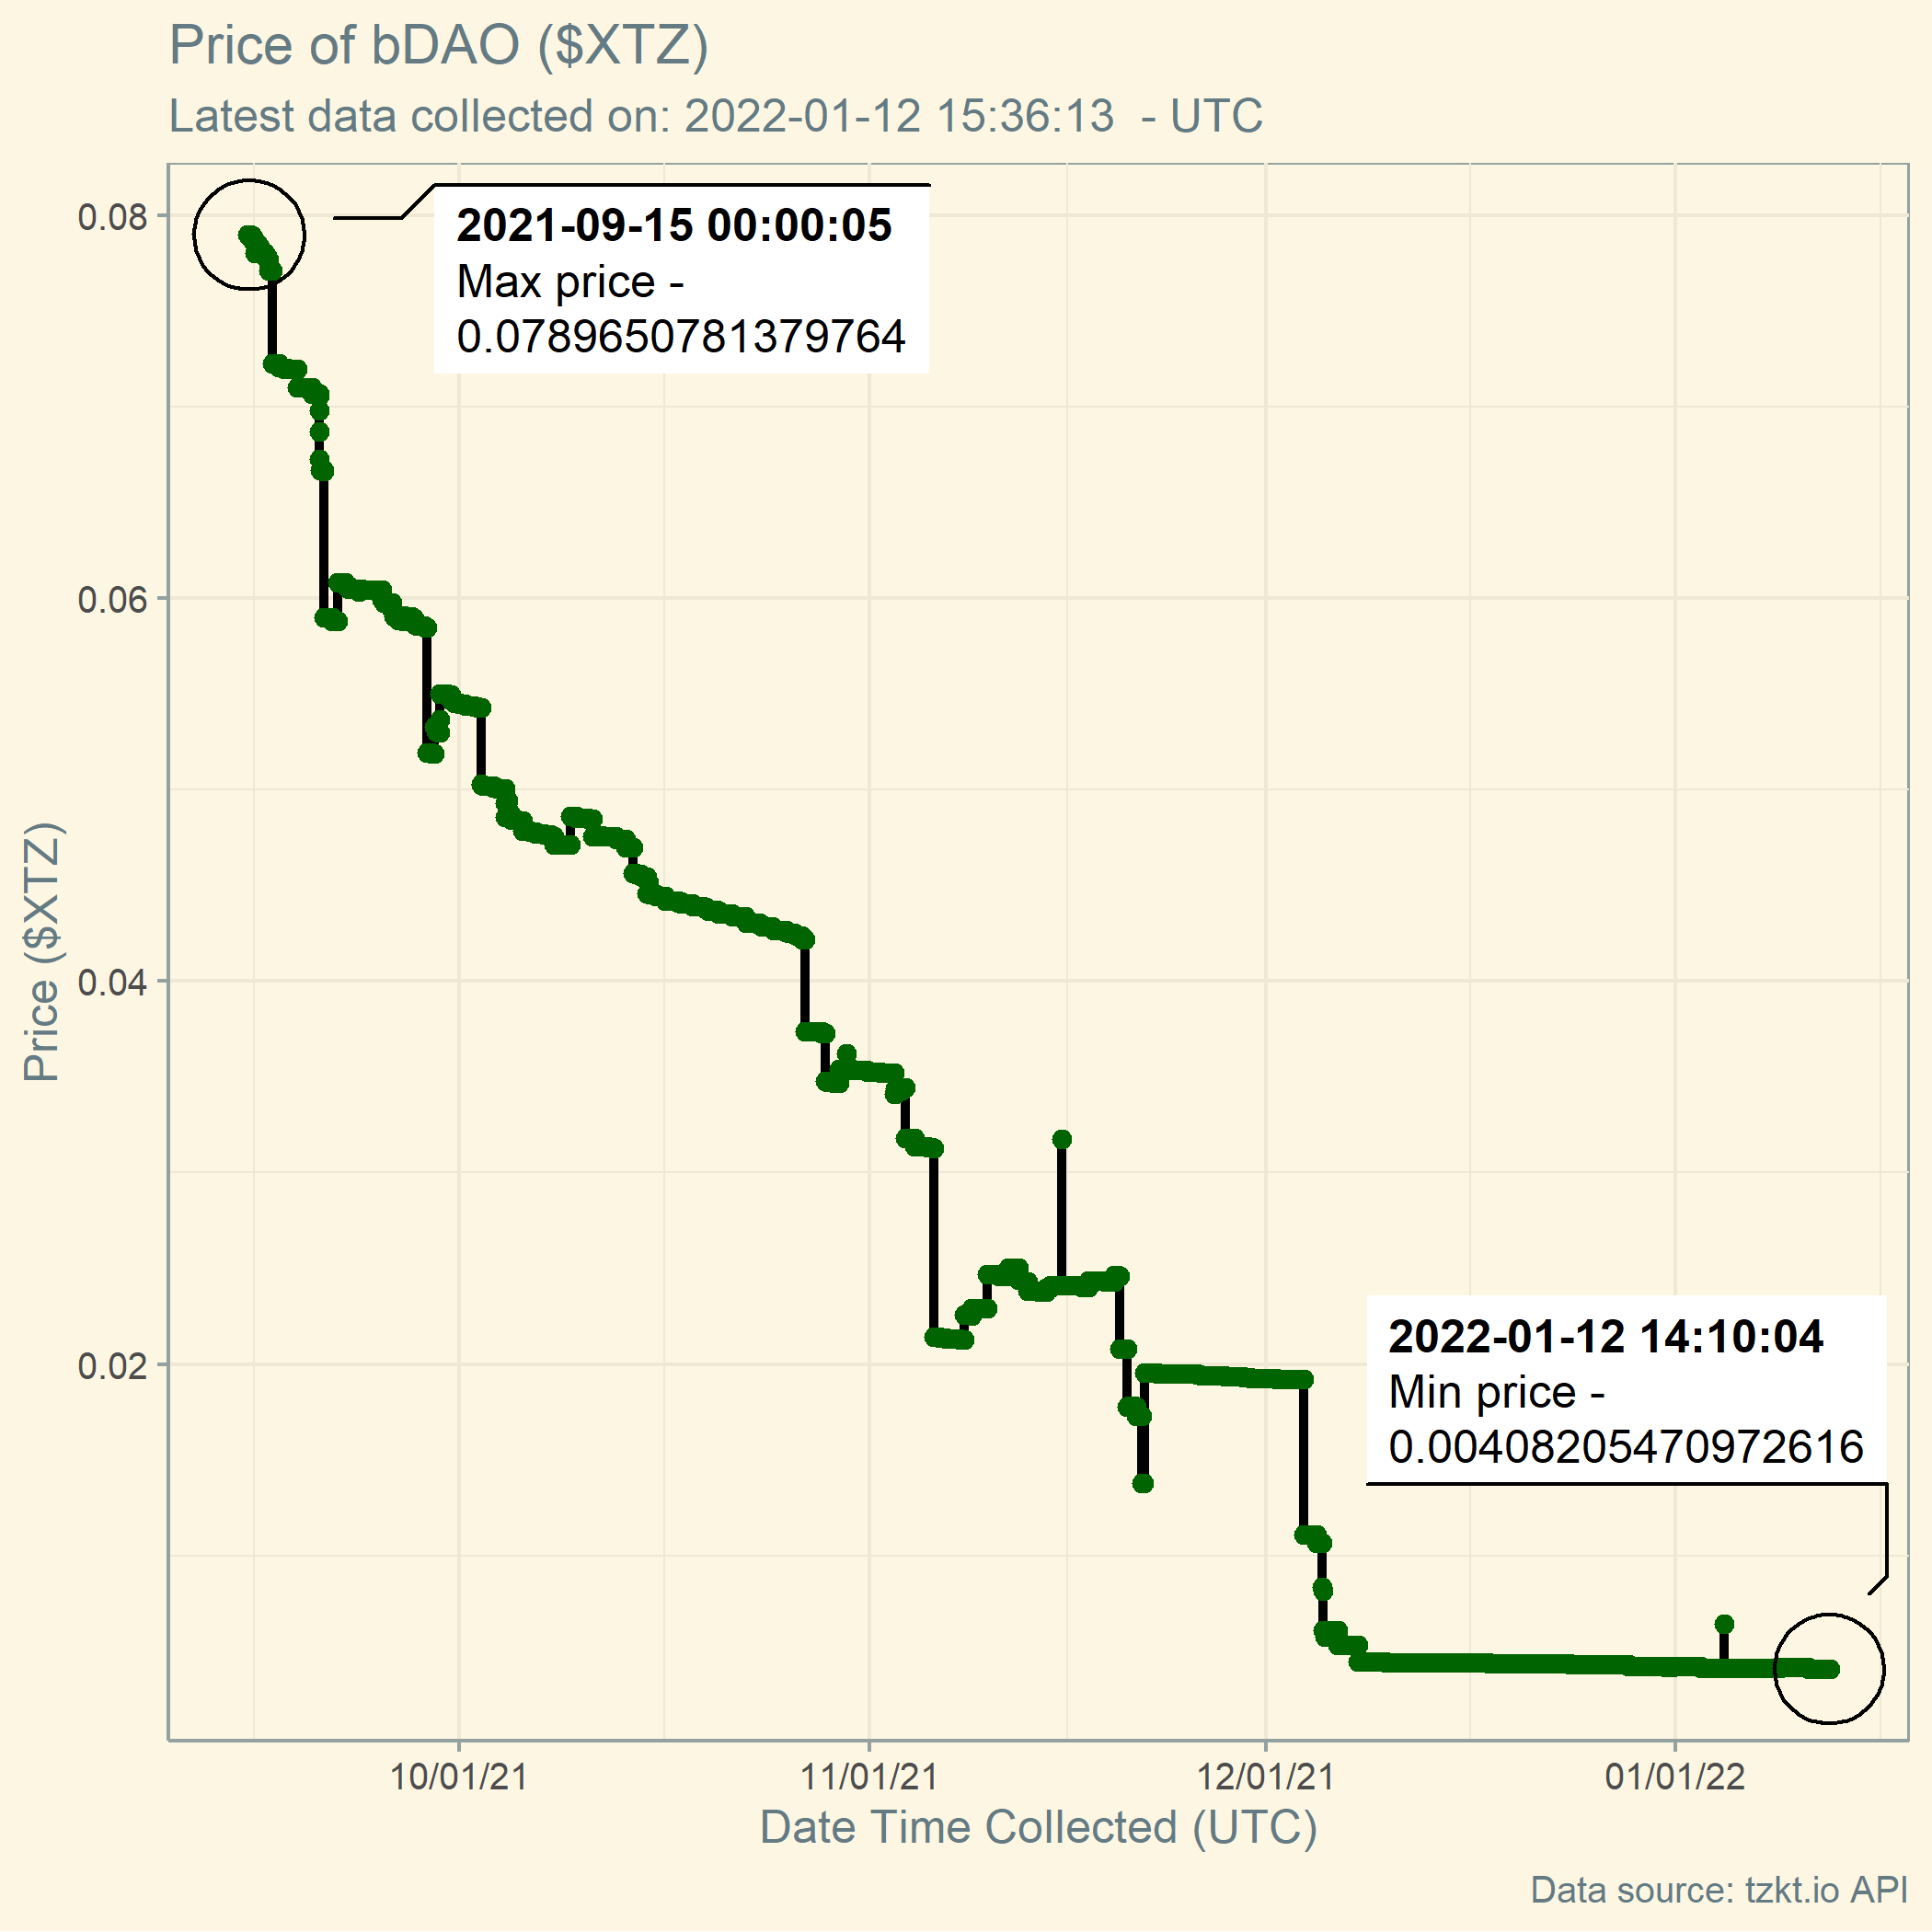 Price of bDAO ($XTZ)
Latest data collected on: 2022-01-12 15:36:13  - UTC
2021-09-15 00:00:05
Max price -
0.0789650781379764
0.08
0.06
0.04
0.02
Price ($XTZ)
2022-01-12 14:10:04
Min price -
0.00408205470972616
10/01/21
11/01/21
12/01/21
01/01/22
Date Time Collected (UTC)
Data source: tzkt.io API